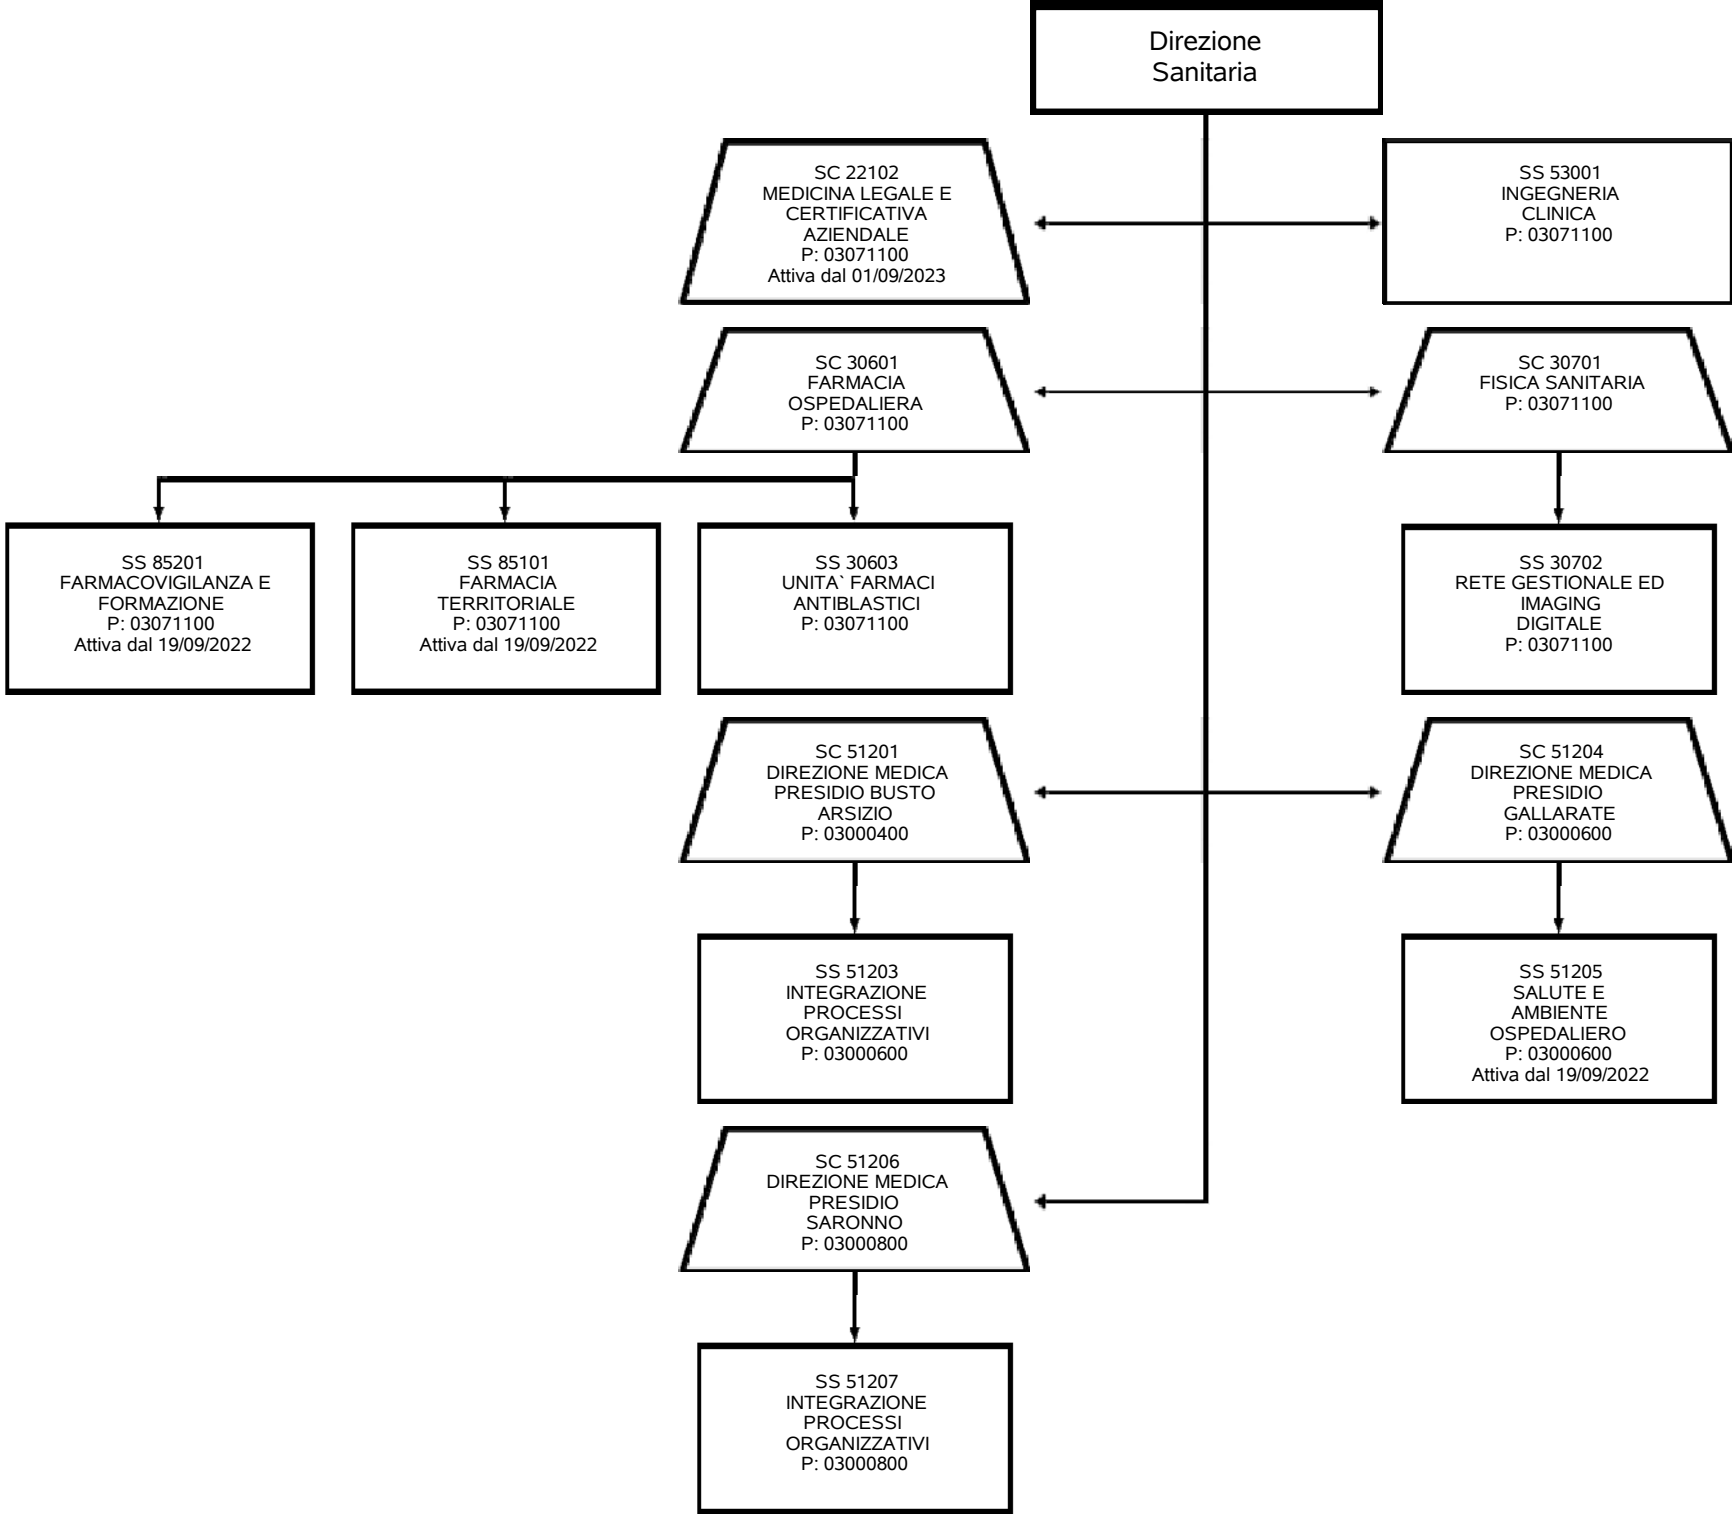 Direzione
Sanitaria
SC 22102
MEDICINA LEGALE E
CERTIFICATIVA
AZIENDALE
P: 03071100
Attiva dal 01/09/2023
SS 53001
INGEGNERIA
CLINICA
P: 03071100
SC 30601
FARMACIA
OSPEDALIERA
P: 03071100
SC 30701
FISICA SANITARIA
P: 03071100
SS 85201
FARMACOVIGILANZA E
FORMAZIONE
P: 03071100
Attiva dal 19/09/2022
SS 85101
FARMACIA
TERRITORIALE
P: 03071100
Attiva dal 19/09/2022
SS 30603
UNITA` FARMACI
ANTIBLASTICI
P: 03071100
SS 30702
RETE GESTIONALE ED
IMAGING
DIGITALE
P: 03071100
SC 51201
DIREZIONE MEDICA
PRESIDIO BUSTO
ARSIZIO
P: 03000400
SC 51204
DIREZIONE MEDICA
PRESIDIO
GALLARATE
P: 03000600
SS 51203
INTEGRAZIONE
PROCESSI
ORGANIZZATIVI
P: 03000600
SS 51205
SALUTE E
AMBIENTE
OSPEDALIERO
P: 03000600
Attiva dal 19/09/2022
SC 51206
DIREZIONE MEDICA
PRESIDIO
SARONNO
P: 03000800
SS 51207
INTEGRAZIONE
PROCESSI
ORGANIZZATIVI
P: 03000800